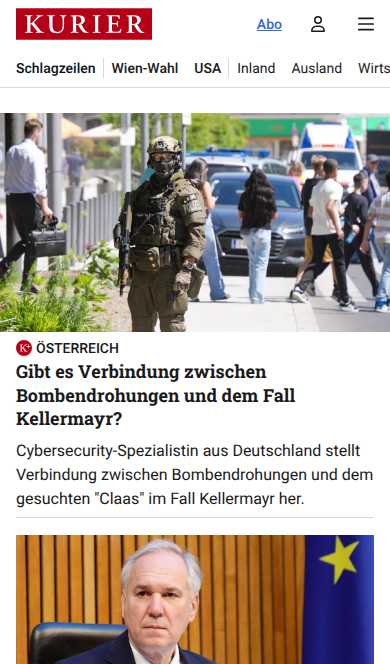 KURIER
Abo
Schlagzeilen Wien-Wahl USA Inland Ausland Wirts
K+ ÖSTERREICH
Gibt es Verbindung zwischen
Bombendrohungen und dem Fall
Kellermayr?
Cybersecurity-Spezialistin aus Deutschland stellt
Verbindung zwischen Bombendrohungen und dem
gesuchten "Claas" im Fall Kellermayr her.